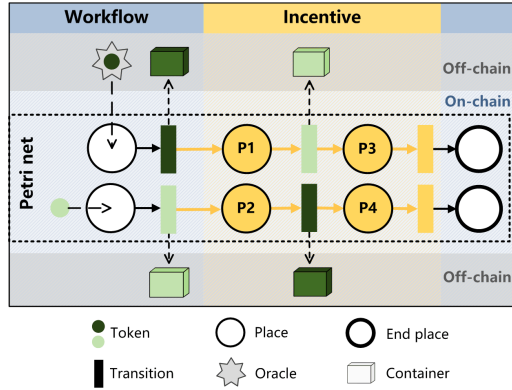 Workflow
Incentive
Off-chain
On-chain
Petri net
P1
P3
P2
P4
Off-chain
Token
Place
End place
Transition
Oracle
Container